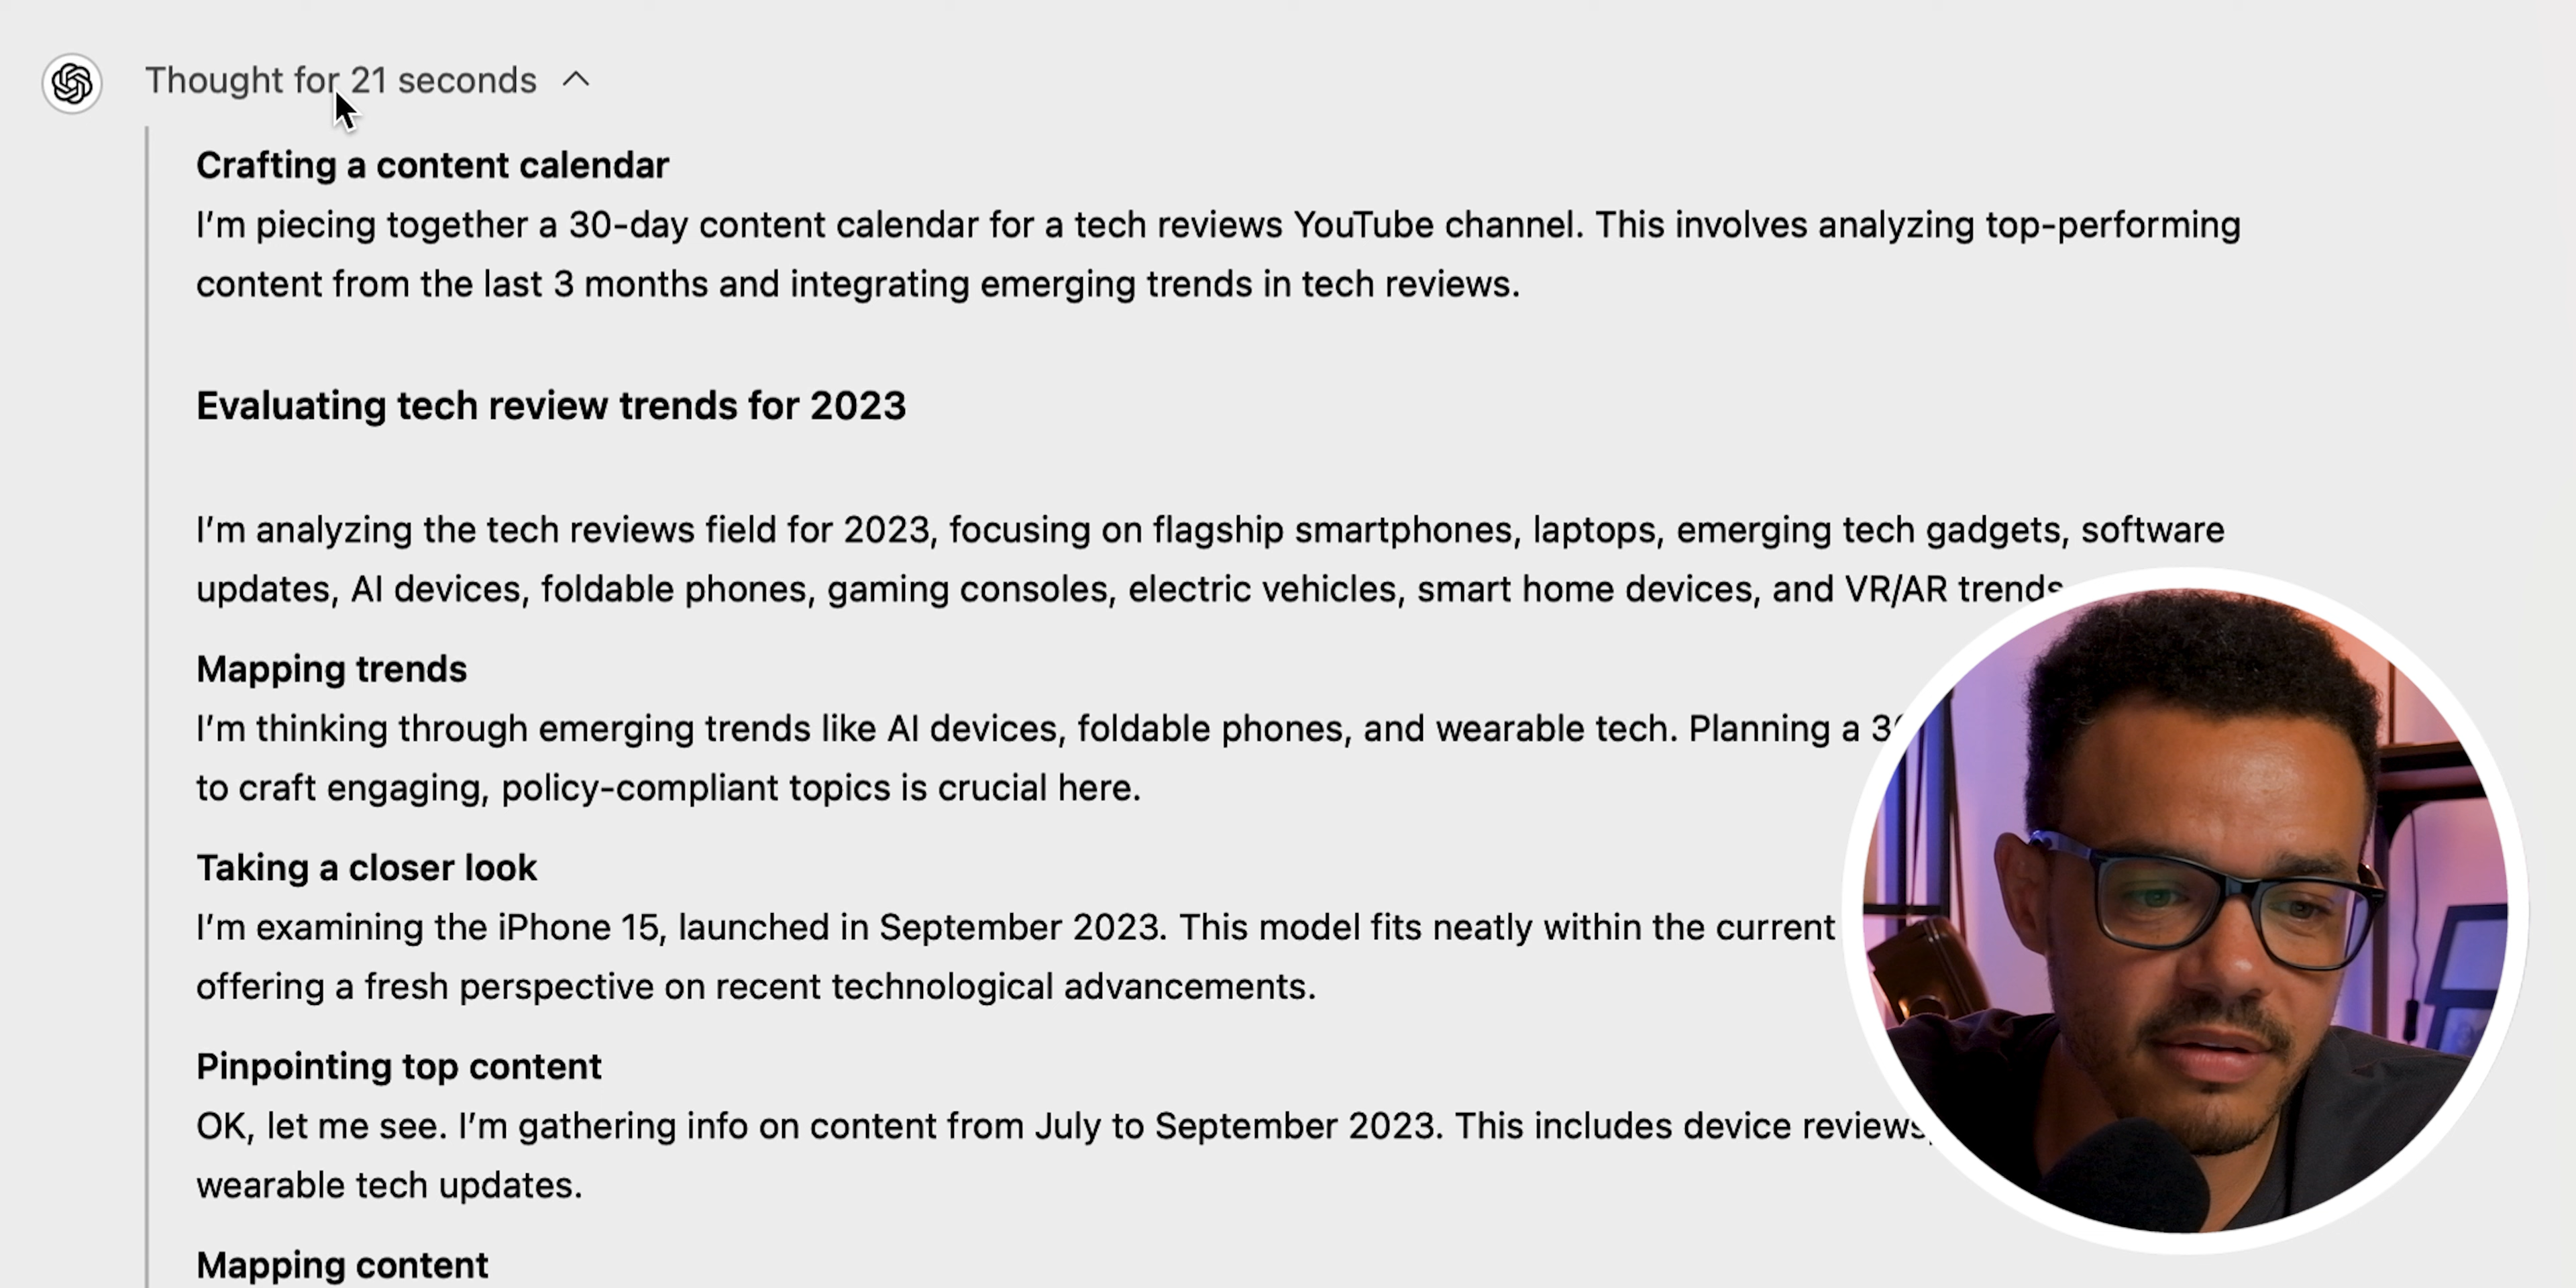 Thought for 21 seconds
Crafting a content calendar
I'm piecing together a 30-day content calendar for a tech reviews YouTube channel. This involves analyzing top-performing
content from the last 3 months and integrating emerging trends in tech reviews.
Evaluating tech review trends for 2023
I'm analyzing the tech reviews field for 2023, focusing on flagship smartphones, laptops, emerging tech gadgets, software
updates, AI devices, foldable phones, gaming consoles, electric vehicles, smart home devices, and VR/AR trends
Mapping trends
I'm thinking through emerging trends like AI devices, foldable phones, and wearable tech. Planning a
to craft engaging, policy-compliant topics is crucial here.
Taking a closer look
I'm examining the iPhone 15, launched in September 2023. This model fits neatly within the current
offering a fresh perspective on recent technological advancements.
Pinpointing top content
OK, let me see. I'm gathering info on content from July to September 2023. This includes device reviews,
wearable tech updates.
Mapping content